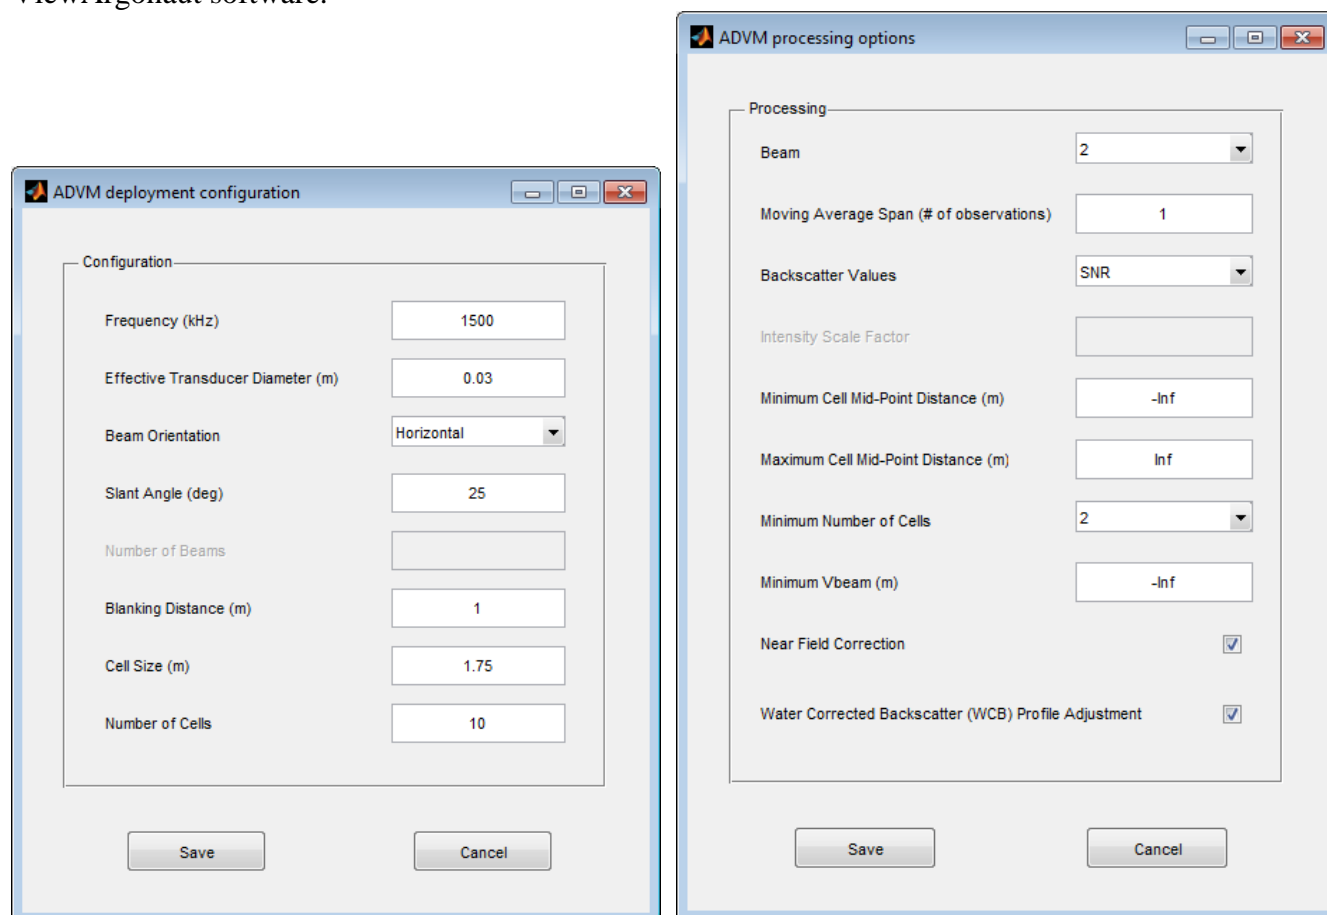 ViewArgonaut software.
ADVM deployment configuration
Configuration
Frequency (kHz) 1500
Effective Transducer Diameter (m) 0.03
Beam Orientation Horizontal
Slant Angle (deg) 25
Number of Beams
Blanking Distance (m) 1
Cell Size (m) 1.75
Number of Cells 10
Save Cancel
ADVM processing options
Processing
Beam 2
Moving Average Span (# of observations) 1
Backscatter Values SNR
Intensity Scale Factor
Minimum Cell Mid-Point Distance (m) -Inf
Maximum Cell Mid-Point Distance (m) Inf
Minimum Number of Cells 2
Minimum Vbeam (m) -Inf
Near Field Correction
Water Corrected Backscatter (WCB) Profile Adjustment
Save Cancel